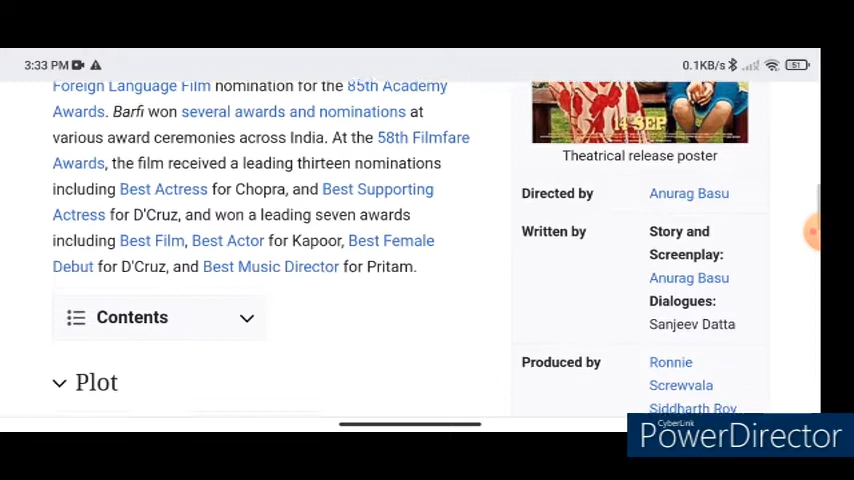 3:33 PM
0.1KB/s
51
Foreign Language Film nomination for the 85th Academy
Awards. Barfi won several awards and nominations at
various award ceremonies across India. At the 58th Filmfare
Awards, the film received a leading thirteen nominations
including Best Actress for Chopra, and Best Supporting
Actress for D'Cruz, and won a leading seven awards
including Best Film, Best Actor for Kapoor, Best Female
Debut for D'Cruz, and Best Music Director for Pritam.
Contents
Plot
14 SEP
Theatrical release poster
Directed by
Anurag Basu
Written by
Story and
Screenplay:
Anurag Basu
Dialogues:
Sanjeev Datta
Produced by
Ronnie
Screwvala
Siddharth Roy
CyberLink
PowerDirector